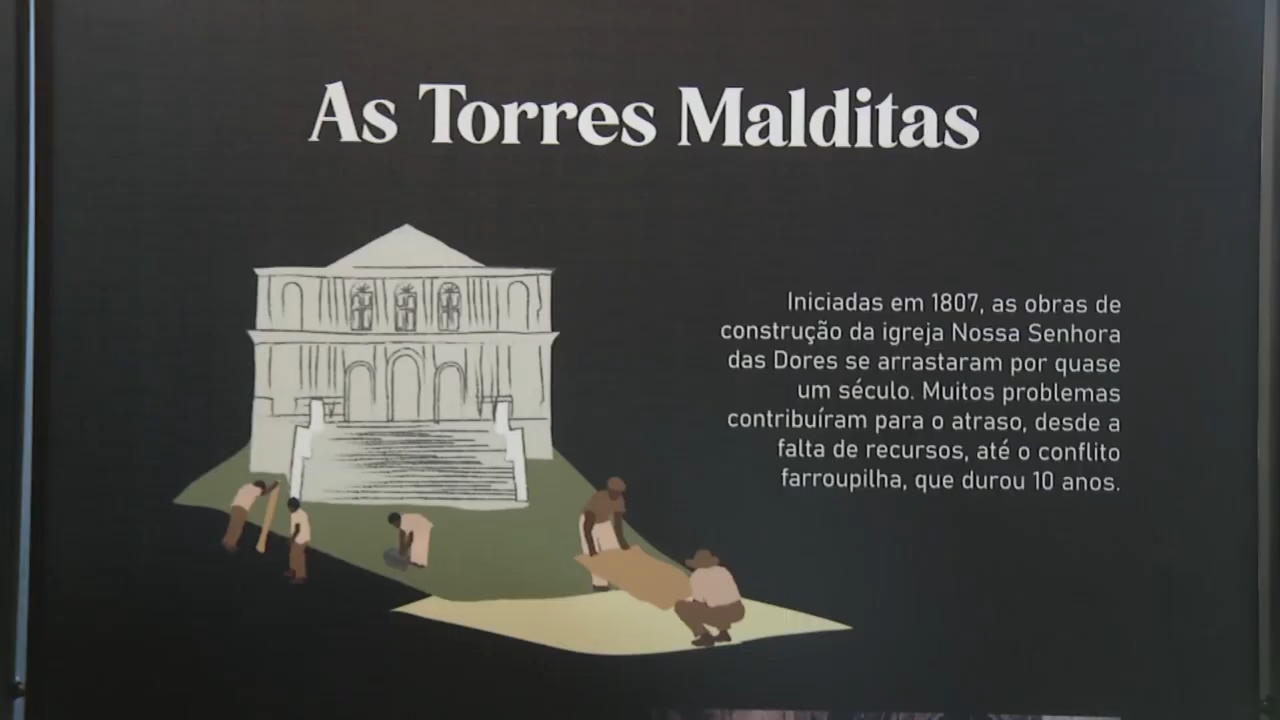 As Torres Malditas
Iniciadas em 1807, as obras de
construção da igreja Nossa Senhora
das Dores se arrastaram por quase
um século. Muitos problemas
contribuíram para o atraso, desde a
falta de recursos, até o conflito
farroupilha, que durou 10 anos.